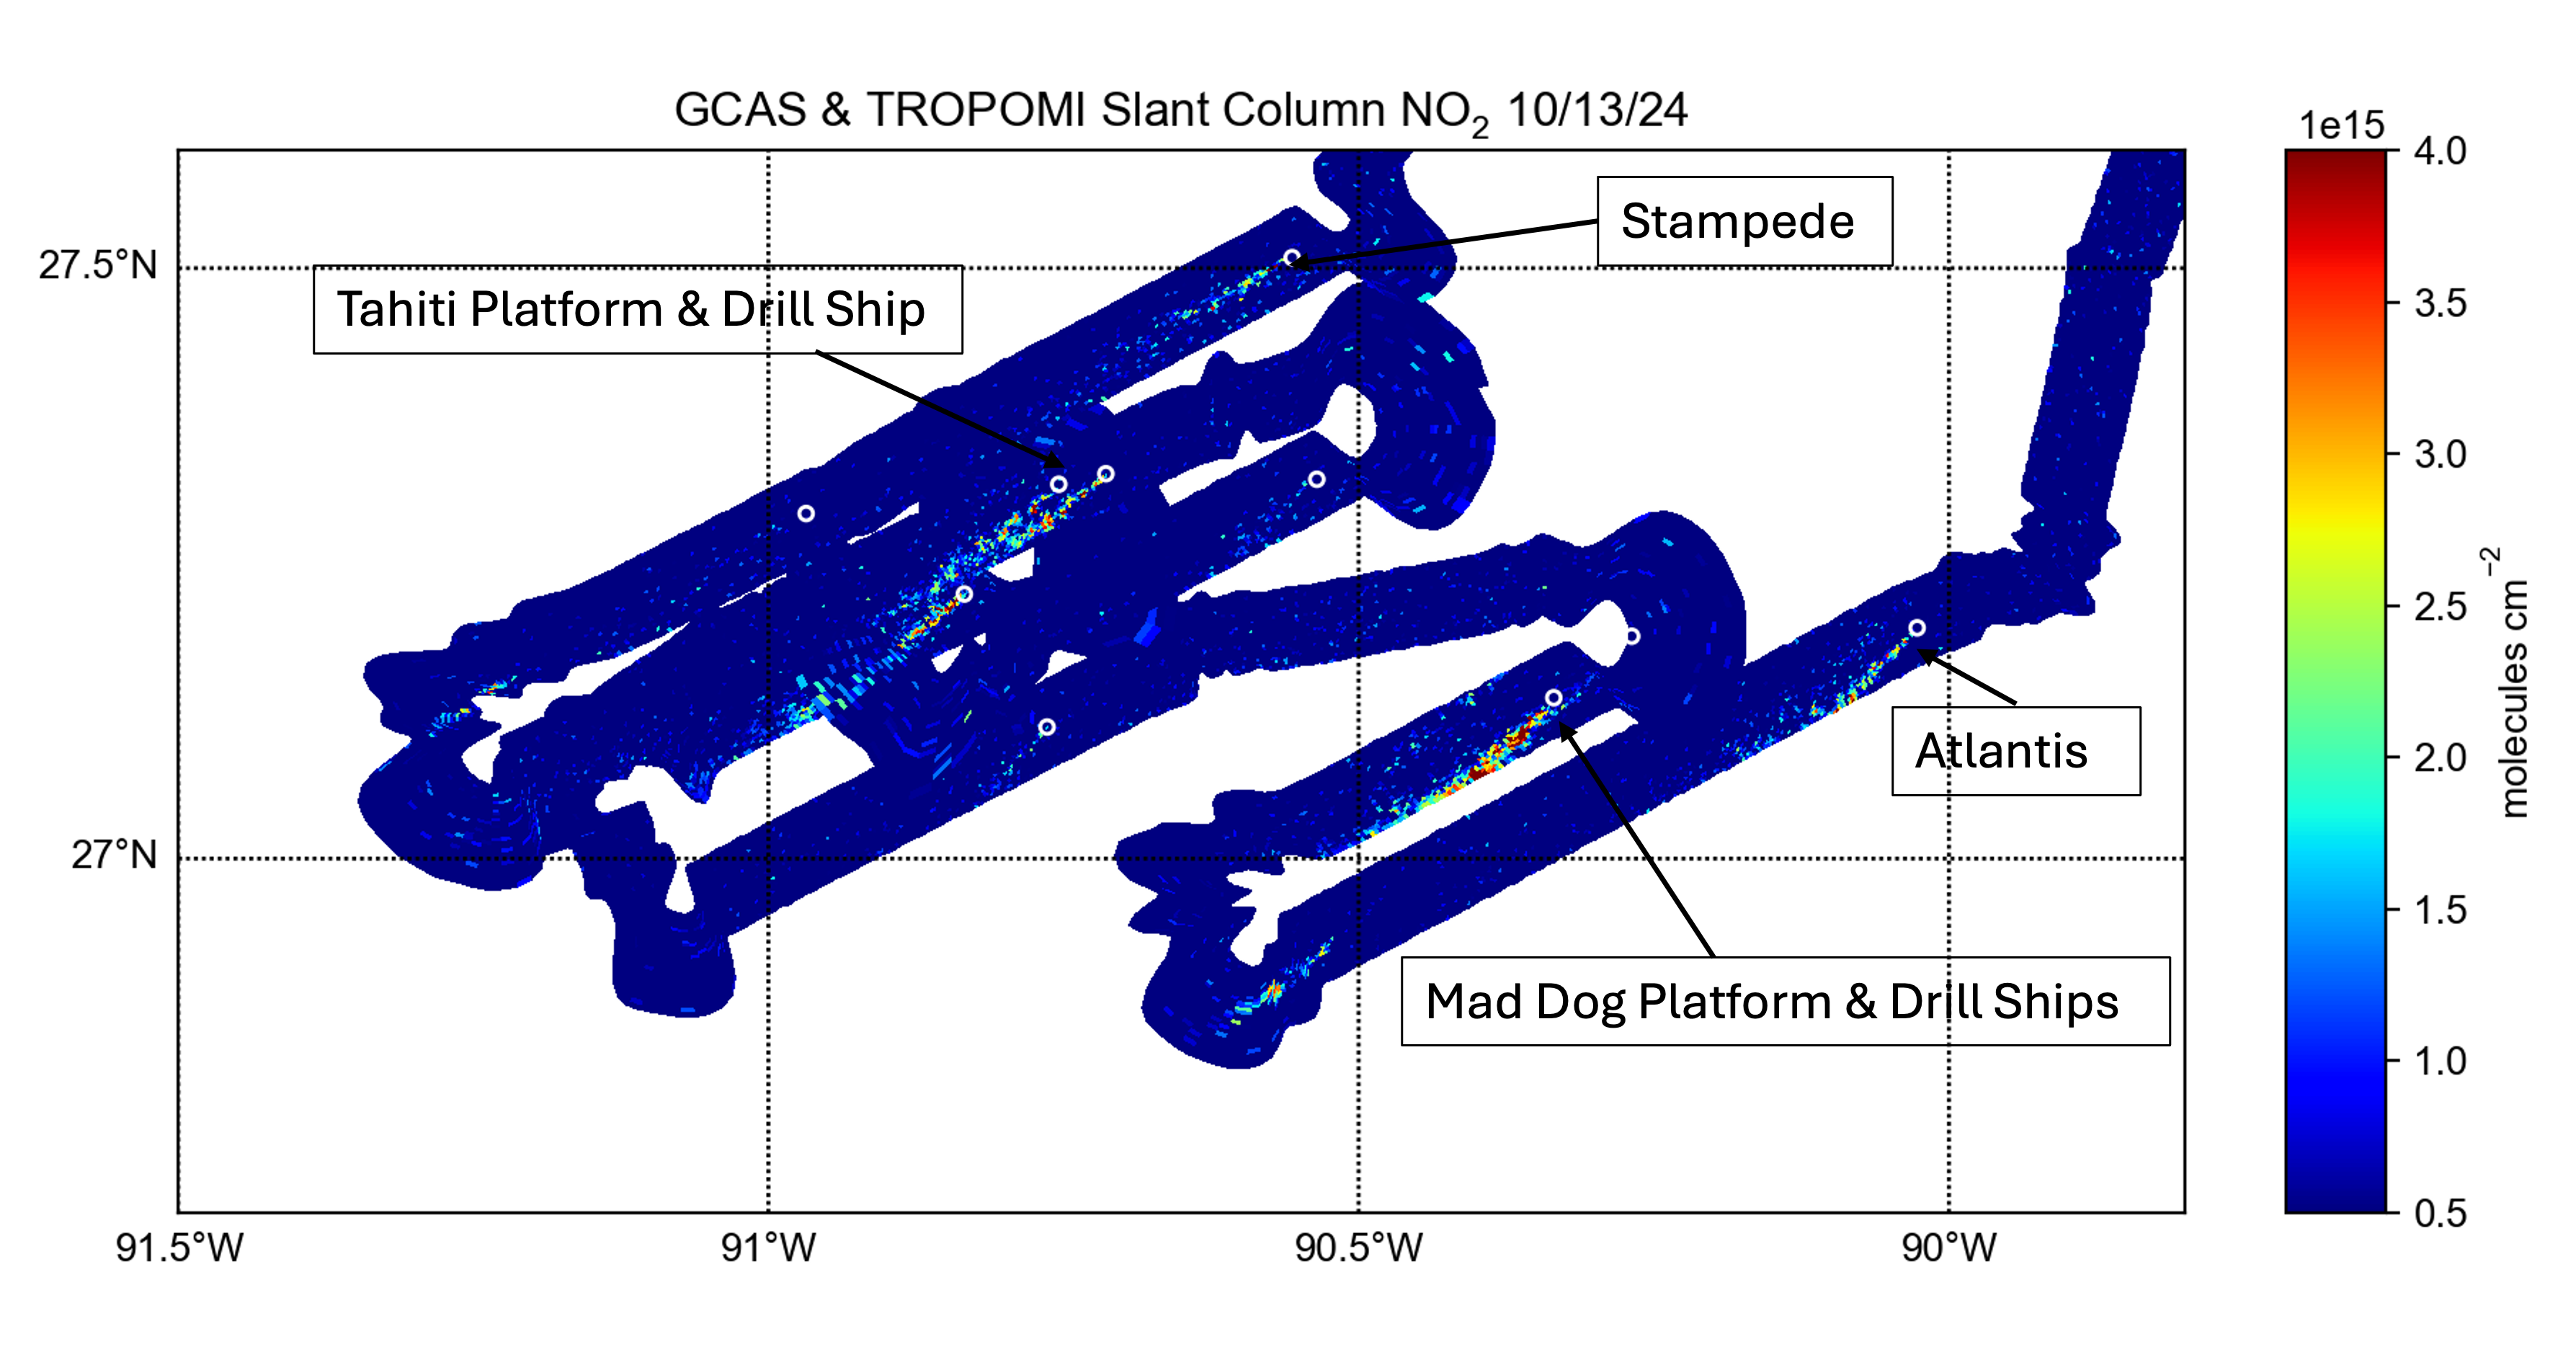 GCAS & TROPOMI Slant Column NO₂ 10/13/24
1e15
4.0
Stampede
27.5°N
Tahiti Platform & Drill Ship
3.5
3.0
2.5
Atlantis
2.0
molecules cm⁻²
27°N
1.5
Mad Dog Platform & Drill Ships
1.0
0.5
91.5°W
91°W
90.5°W
90°W